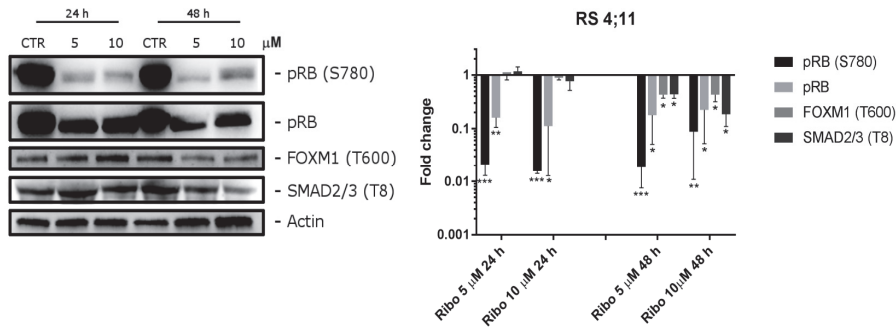 24 h
48 h
CTR 5 10 CTR 5 10 μM
- pRB (S780)
- pRB
- FOXM1 (T600)
- SMAD2/3 (T8)
- Actin
RS 4;11
Fold change
1
0.1
0.01
0.001
***
**
***
*
***
*
*
*
**
*
*
*
Ribo 5 μM 24 h
Ribo 10 μM 24 h
Ribo 5 μM 48 h
Ribo 10μM 48 h
pRB (S780)
pRB
FOXM1 (T600)
SMAD2/3 (T8)